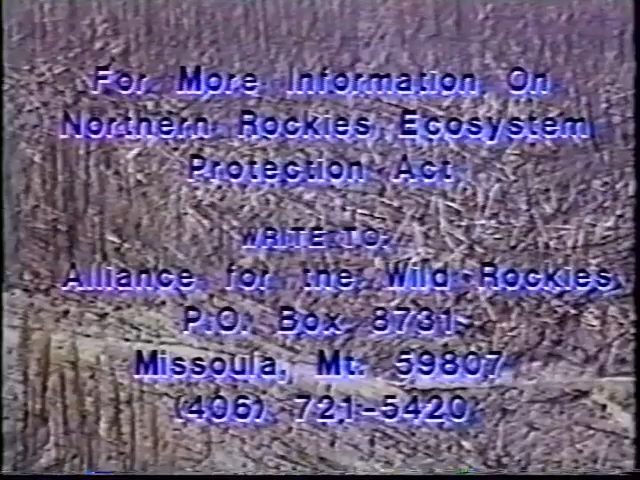 For More Information On
Northern Rockies Ecosystem
Protection Act
WRITE TO:
Alliance for the Wild Rockies
P.O. Box 8731
Missoula, Mt. 59807
(406) 721-5420